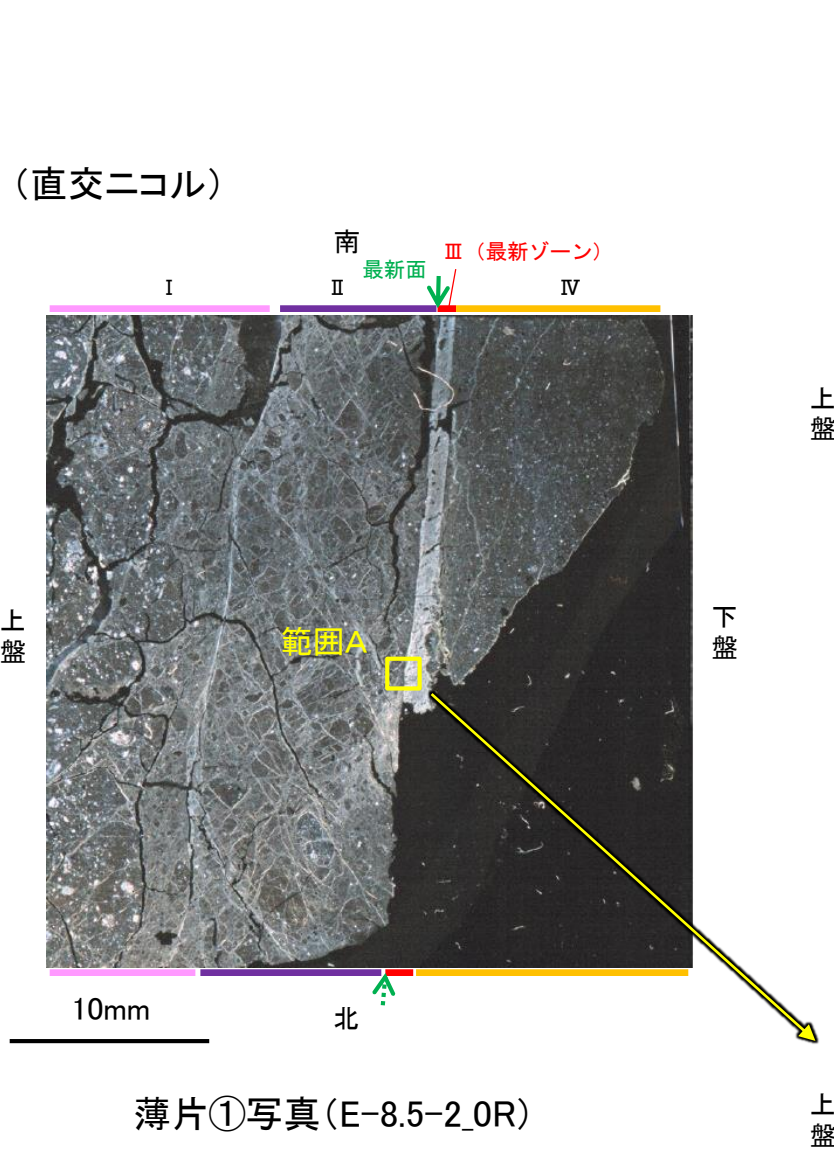 （直交ニコル）
南
最新面
Ⅲ（最新ゾーン）
Ⅰ
Ⅱ
Ⅳ
上盤
上盤
下盤
範囲A
10mm
北
薄片①写真（E-8.5-2_0R）
上盤